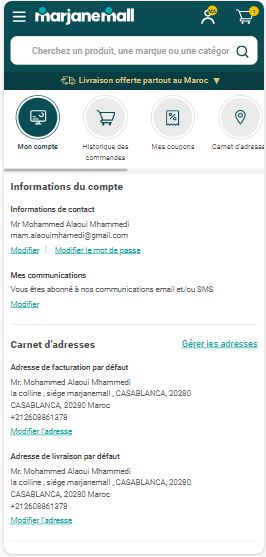 marjanemall
MA
1
Cherchez un produit, une marque ou une catégor
Livraison offerte partout au Maroc ▼
Mon compte
Historique des commandes
Mes coupons
Carnet d'adresse
Informations du compte
Informations de contact
Mr Mohammed Alaoui Mhammedi
mam.alaouimhamedi@gmail.com
Modifier | Modifier le mot de passe
Mes communications
Vous êtes abonné à nos communications email et/ou SMS
Modifier
Carnet d'adresses Gérer les adresses
Adresse de facturation par défaut
Mr. Mohammed Alaoui Mhammedi
la colline , siége marjanemall , CASABLANCA, 20280
CASABLANCA, 20280 Maroc
+212608861378
Modifier l'adresse
Adresse de livraison par défaut
Mr. Mohammed Alaoui Mhammedi
la colline , siége marjanemall , CASABLANCA, 20280
CASABLANCA, 20280 Maroc
+212608861378
Modifier l'adresse